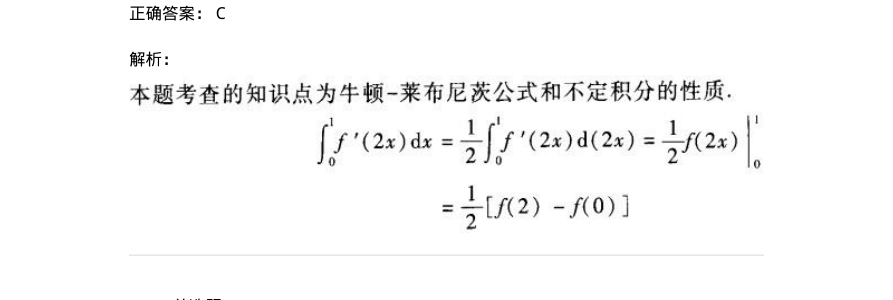 正确答案： C
解析：
本题考查的知识点为牛顿-莱布尼茨公式和不定积分的性质.
∫₀¹ f ′(2x)dx = 1/2 ∫₀¹ f ′(2x)d(2x) = 1/2 f(2x) |₀¹
= 1/2 [f(2) - f(0)]